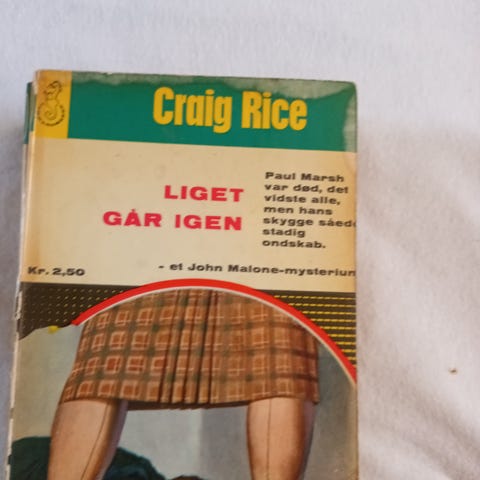 Craig Rice
LIGET
GÅR IGEN
Paul Marsh
var død, det
vidste alle,
men hans
skygge såede
stadig
ondskab.
Kr. 2,50
- et John Malone-mysterium